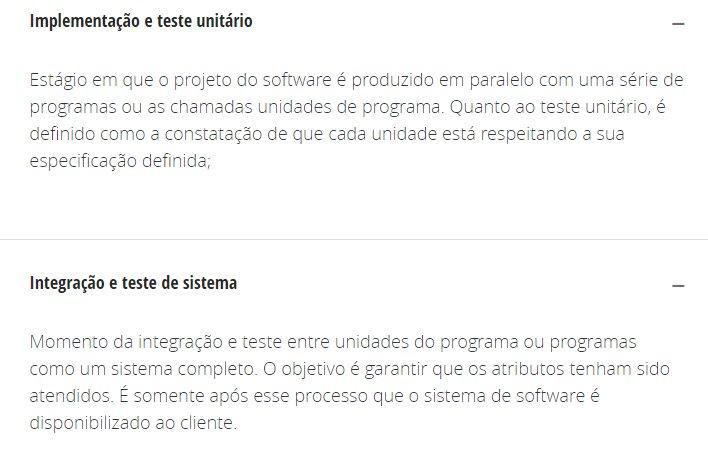 Implementação e teste unitário
Estágio em que o projeto do software é produzido em paralelo com uma série de
programas ou as chamadas unidades de programa. Quanto ao teste unitário, é
definido como a constatação de que cada unidade está respeitando a sua
especificação definida;
Integração e teste de sistema
Momento da integração e teste entre unidades do programa ou programas
como um sistema completo. O objetivo é garantir que os atributos tenham sido
atendidos. É somente após esse processo que o sistema de software é
disponibilizado ao cliente.